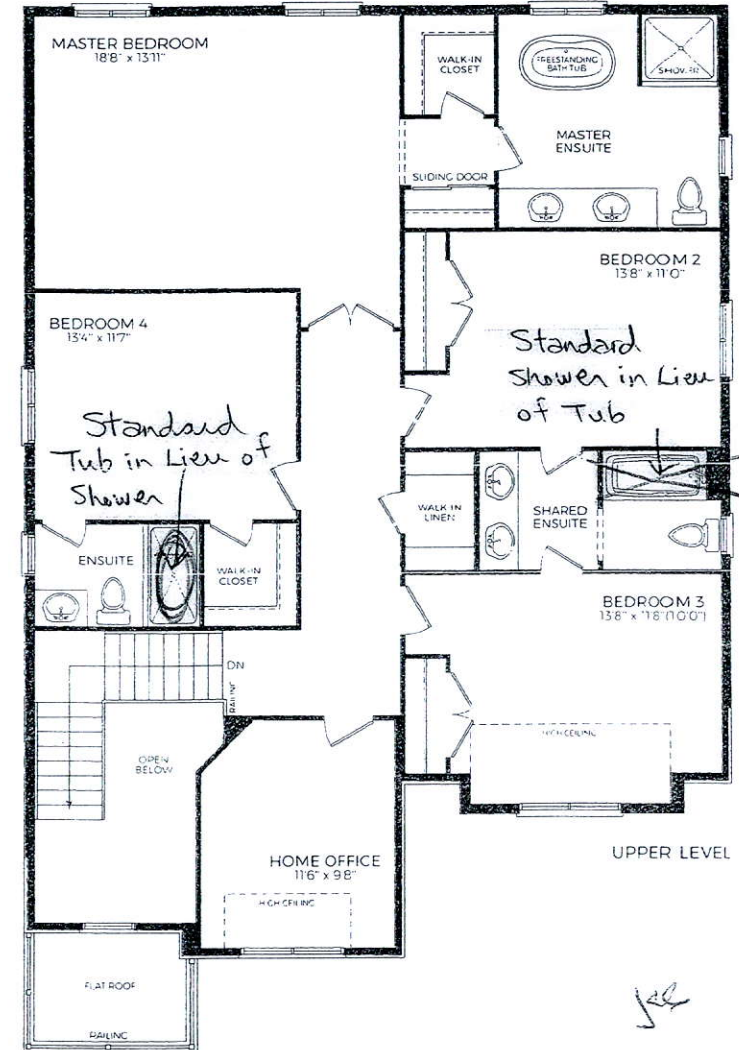 MASTER BEDROOM
18'8" x 13'11"
WALK-IN
CLOSET
FREESTANDING
BATH TUB
SHOWER
MASTER
ENSUITE
SLIDING DOOR
BEDROOM 2
13'8" x 11'0"
BEDROOM 4
13'4" x 11'7"
Standard
Shower in Lieu
of Tub
Standard
Tub in Lieu of
Shower
WALK IN
LINEN
SHARED
ENSUITE
ENSUITE
WALK-IN
CLOSET
BEDROOM 3
13'8" x 11'8"(10'0")
DN
RAILING
OPEN
BELOW
HIGH CEILING
HOME OFFICE
11'6" x 9'8"
HIGH CEILING
UPPER LEVEL
FLAT ROOF
RAILING